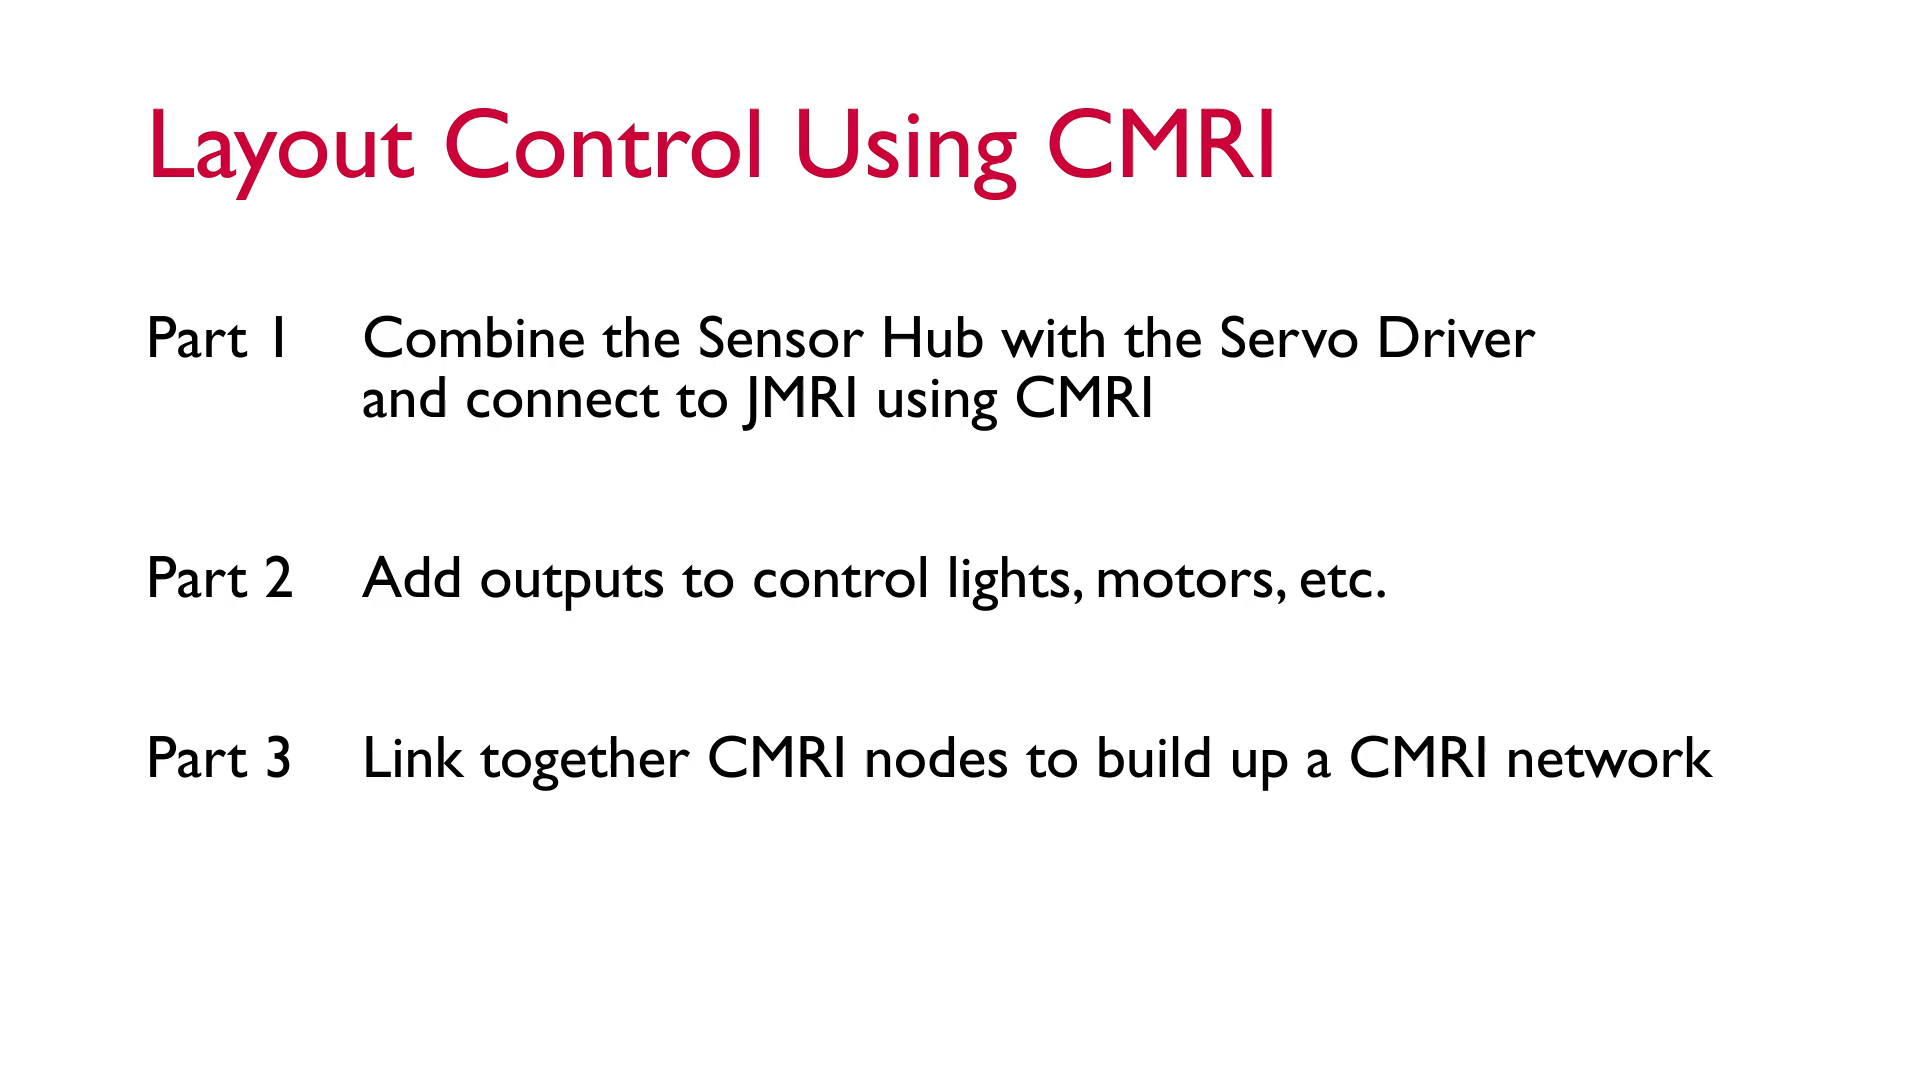 Layout Control Using CMRI
Part 1 Combine the Sensor Hub with the Servo Driver
and connect to JMRI using CMRI
Part 2 Add outputs to control lights, motors, etc.
Part 3 Link together CMRI nodes to build up a CMRI network